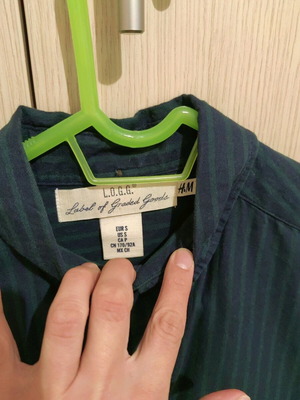 L.O.G.G.
Label of Graded Goods
H&M
EUR S
US S
CA P
CN 170/92A
MX CH